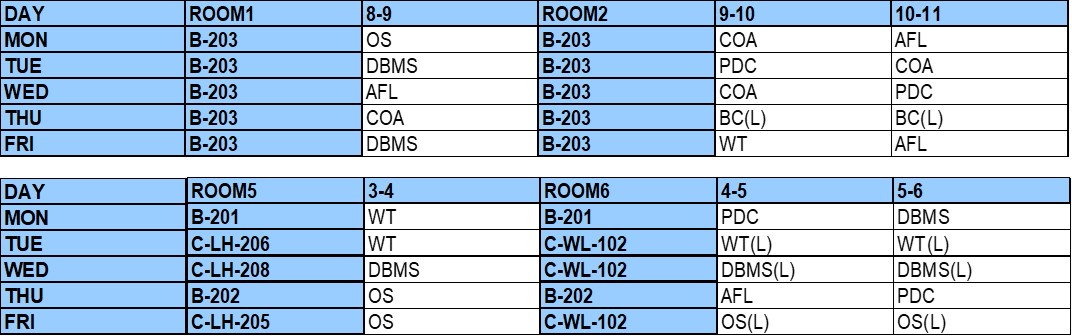 DAY ROOM1 8-9 ROOM2 9-10 10-11
MON B-203 OS B-203 COA AFL
TUE B-203 DBMS B-203 PDC COA
WED B-203 AFL B-203 COA PDC
THU B-203 COA B-203 BC(L) BC(L)
FRI B-203 DBMS B-203 WT AFL
DAY ROOM5 3-4 ROOM6 4-5 5-6
MON B-201 WT B-201 PDC DBMS
TUE C-LH-206 WT C-WL-102 WT(L) WT(L)
WED C-LH-208 DBMS C-WL-102 DBMS(L) DBMS(L)
THU B-202 OS B-202 AFL PDC
FRI C-LH-205 OS C-WL-102 OS(L) OS(L)